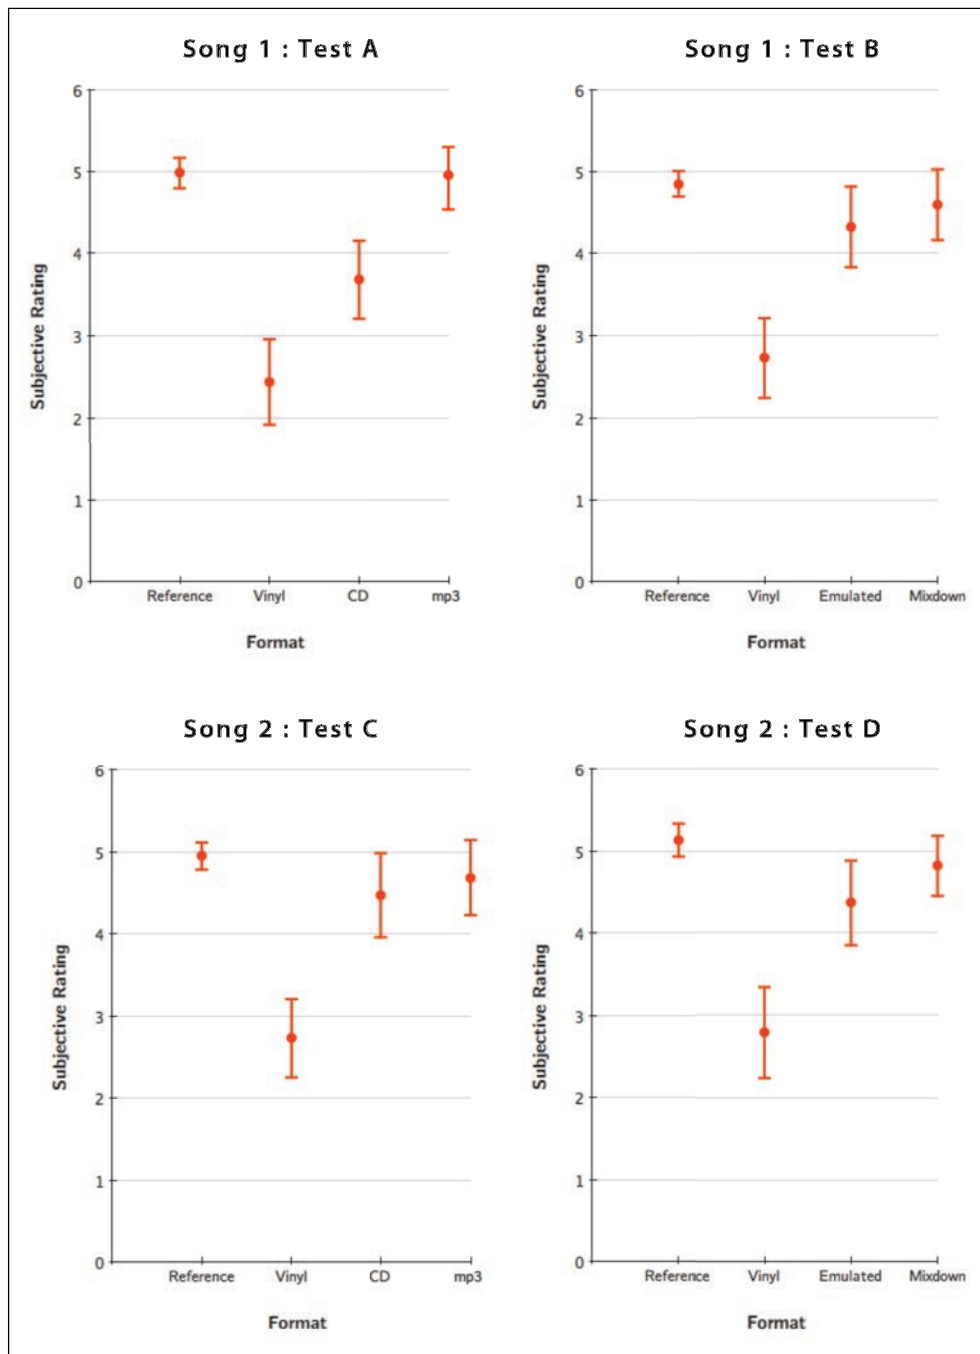 Song 1 : Test A
Subjective Rating
6
5
4
3
2
1
0
Reference Vinyl CD mp3
Format
Song 1 : Test B
Subjective Rating
6
5
4
3
2
1
0
Reference Vinyl Emulated Mixdown
Format
Song 2 : Test C
Subjective Rating
6
5
4
3
2
1
0
Reference Vinyl CD mp3
Format
Song 2 : Test D
Subjective Rating
6
5
4
3
2
1
0
Reference Vinyl Emulated Mixdown
Format